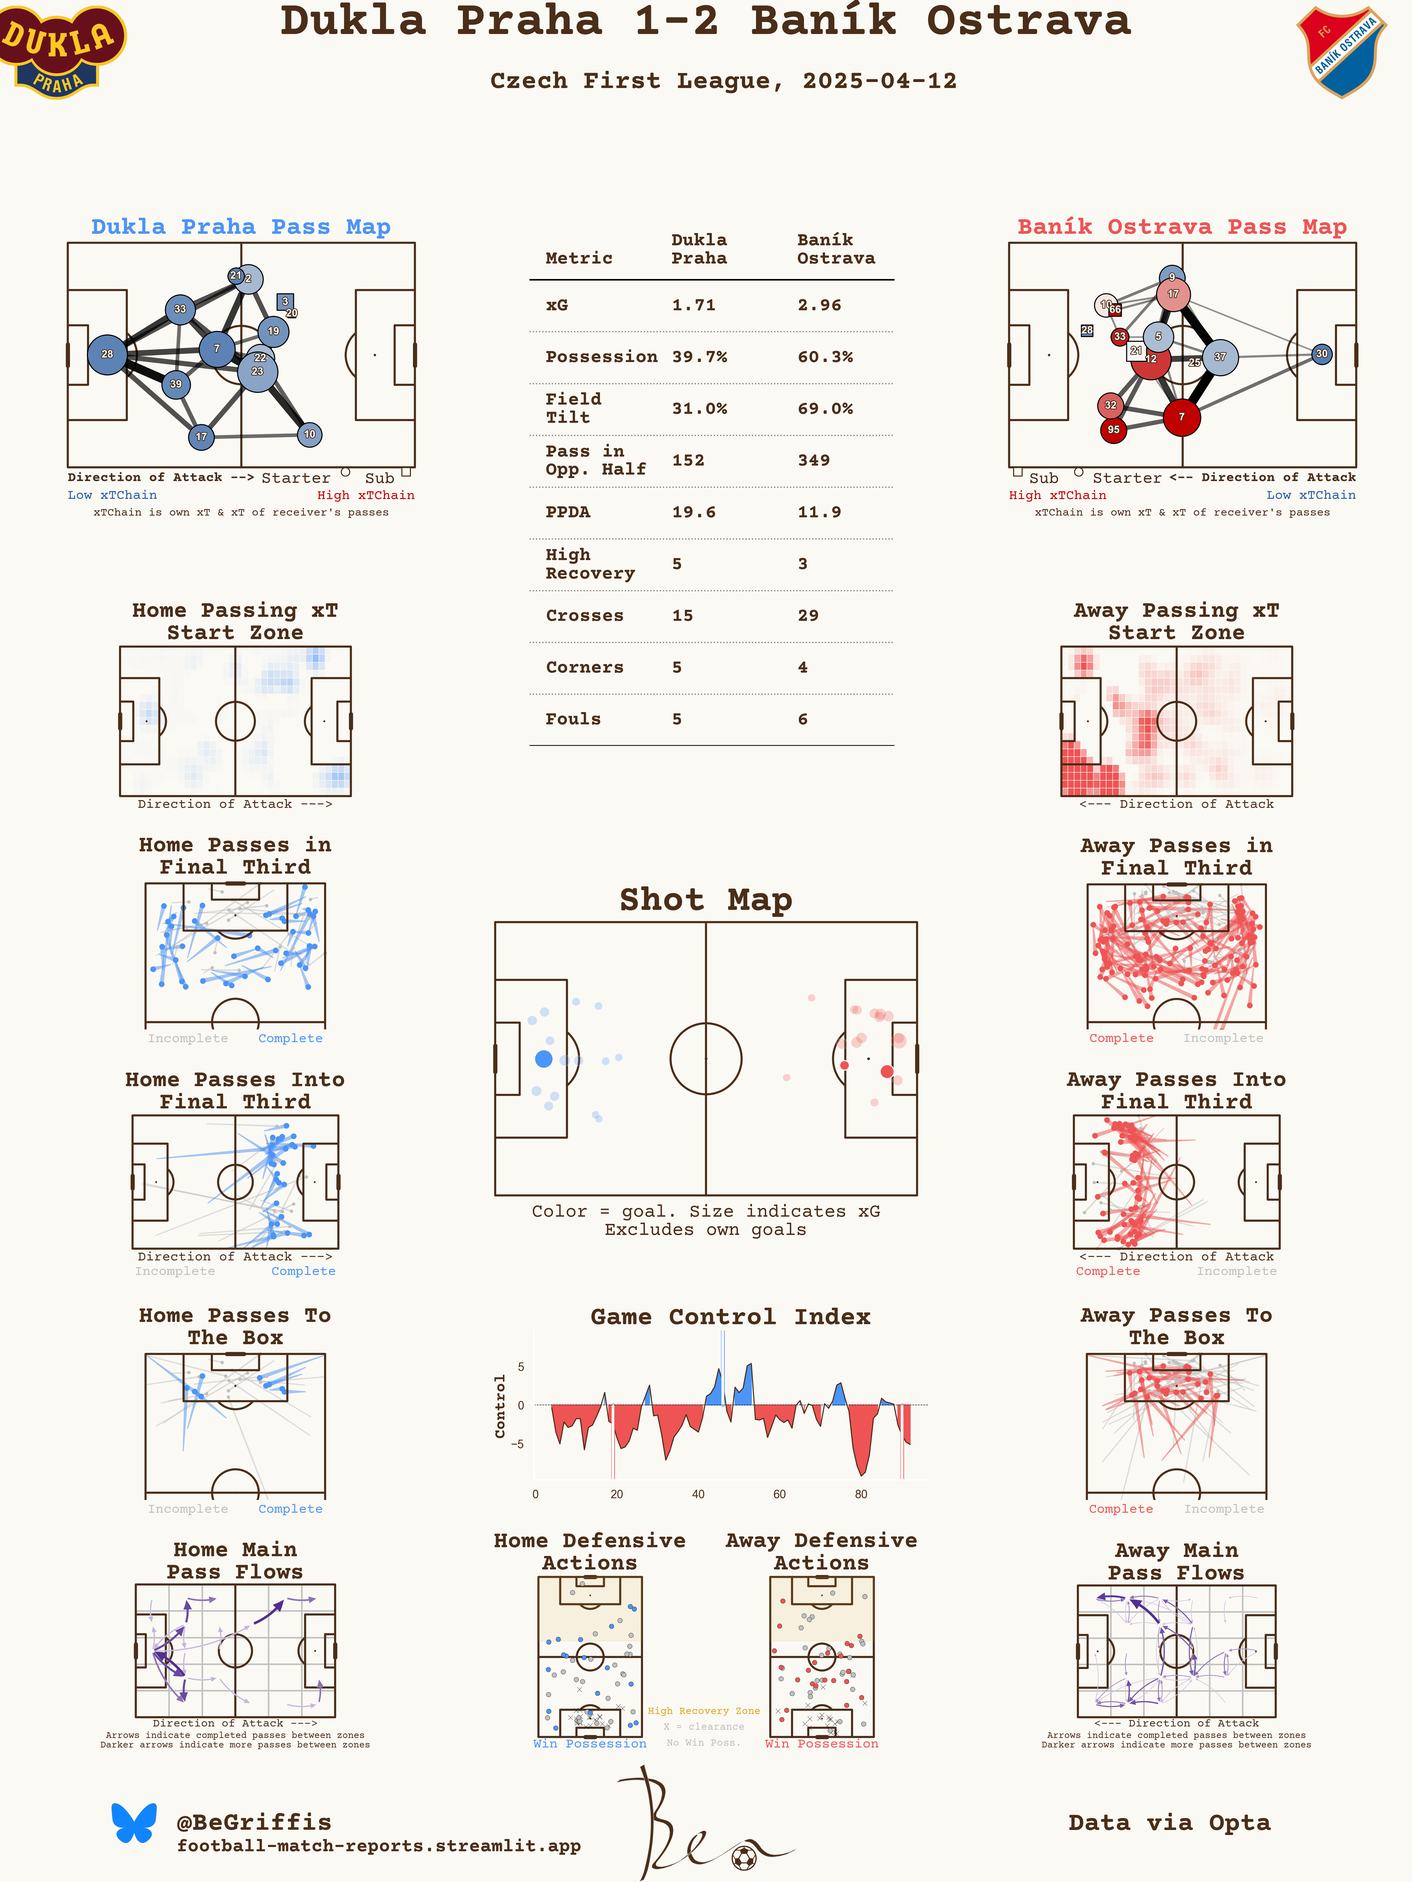 Dukla Praha 1-2 Baník Ostrava
Czech First League, 2025-04-12
DUKLA
PRAHA
FC
BANÍK OSTRAVA
Dukla Praha Pass Map
21
2
3
20
33
19
7
22
28
23
39
17
10
Direction of Attack --> Starter Sub
Low xTChain High xTChain
xTChain is own xT & xT of receiver's passes
Metric Dukla Praha Baník Ostrava
xG 1.71 2.96
Possession 39.7% 60.3%
Field Tilt 31.0% 69.0%
Pass in Opp. Half 152 349
PPDA 19.6 11.9
High Recovery 5 3
Crosses 15 29
Corners 5 4
Fouls 5 6
Baník Ostrava Pass Map
9
17
10
66
28
33
5
21
12
25
37
30
32
7
95
Sub Starter <-- Direction of Attack
High xTChain Low xTChain
xTChain is own xT & xT of receiver's passes
Home Passing xT
Start Zone
Direction of Attack --->
Away Passing xT
Start Zone
<--- Direction of Attack
Home Passes in
Final Third
Incomplete Complete
Away Passes in
Final Third
Complete Incomplete
Shot Map
Color = goal. Size indicates xG
Excludes own goals
Home Passes Into
Final Third
Direction of Attack --->
Incomplete Complete
Away Passes Into
Final Third
<--- Direction of Attack
Complete Incomplete
Home Passes To
The Box
Incomplete Complete
Game Control Index
Control
5
0
−5
0 20 40 60 80
Away Passes To
The Box
Complete Incomplete
Home Main
Pass Flows
Direction of Attack --->
Arrows indicate completed passes between zones
Darker arrows indicate more passes between zones
Home Defensive
Actions
Win Possession
High Recovery Zone
X = clearance
No Win Poss.
Away Defensive
Actions
Win Possession
Away Main
Pass Flows
<--- Direction of Attack
Arrows indicate completed passes between zones
Darker arrows indicate more passes between zones
@BeGriffis
football-match-reports.streamlit.app
Ben
Data via Opta